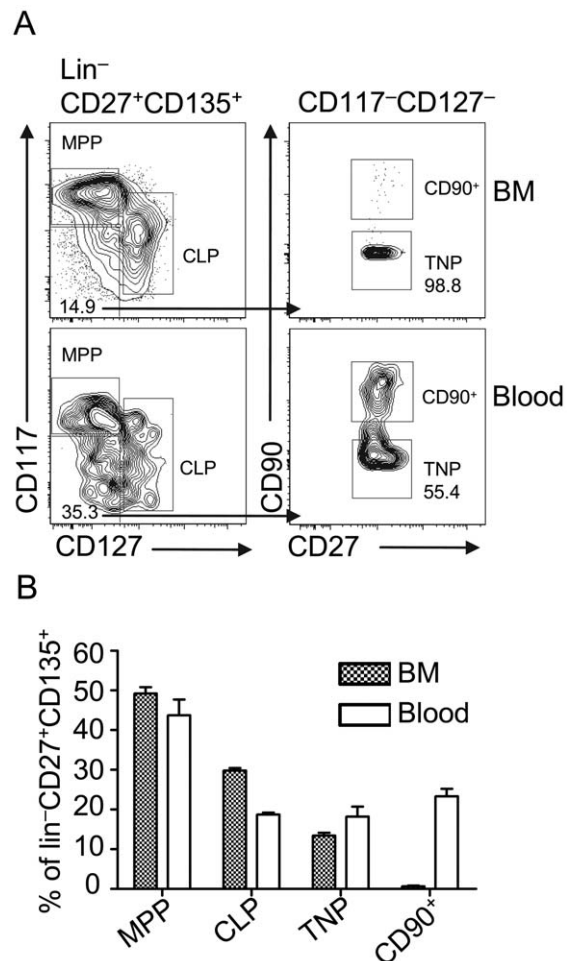 A
Lin⁻
CD27⁺CD135⁺
CD117⁻CD127⁻
MPP
CLP
14.9
CD90⁺
TNP
98.8
BM
MPP
CLP
35.3
CD90⁺
TNP
55.4
Blood
CD117
CD127
CD90
CD27
B
% of lin⁻CD27⁺CD135⁺
60
50
40
30
20
10
0
BM
Blood
MPP
CLP
TNP
CD90⁺